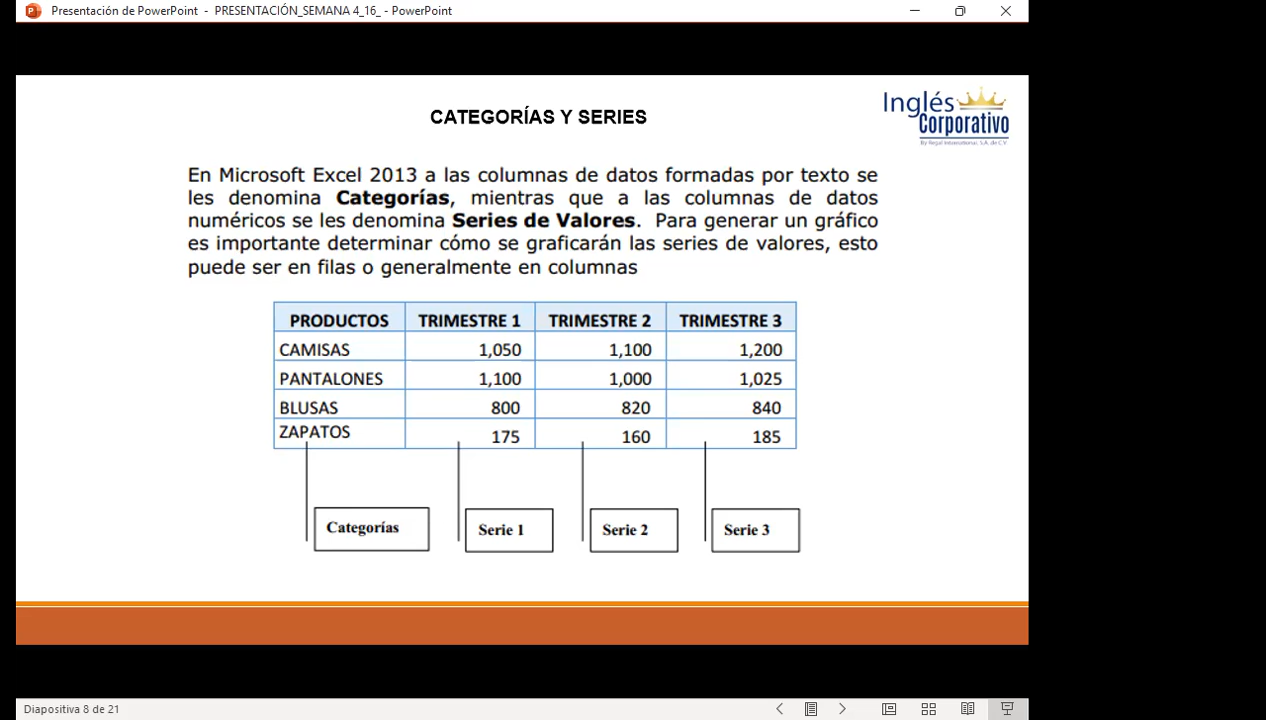 Presentación de PowerPoint - PRESENTACIÓN_SEMANA 4_16_ - PowerPoint
CATEGORÍAS Y SERIES
Inglés
Corporativo
By Regal International S.A. de C.V.
En Microsoft Excel 2013 a las columnas de datos formadas por texto se
les denomina Categorías, mientras que a las columnas de datos
numéricos se les denomina Series de Valores. Para generar un gráfico
es importante determinar cómo se graficarán las series de valores, esto
puede ser en filas o generalmente en columnas
PRODUCTOS TRIMESTRE 1 TRIMESTRE 2 TRIMESTRE 3
CAMISAS 1,050 1,100 1,200
PANTALONES 1,100 1,000 1,025
BLUSAS 800 820 840
ZAPATOS 175 160 185
Categorías Serie 1 Serie 2 Serie 3
Diapositiva 8 de 21